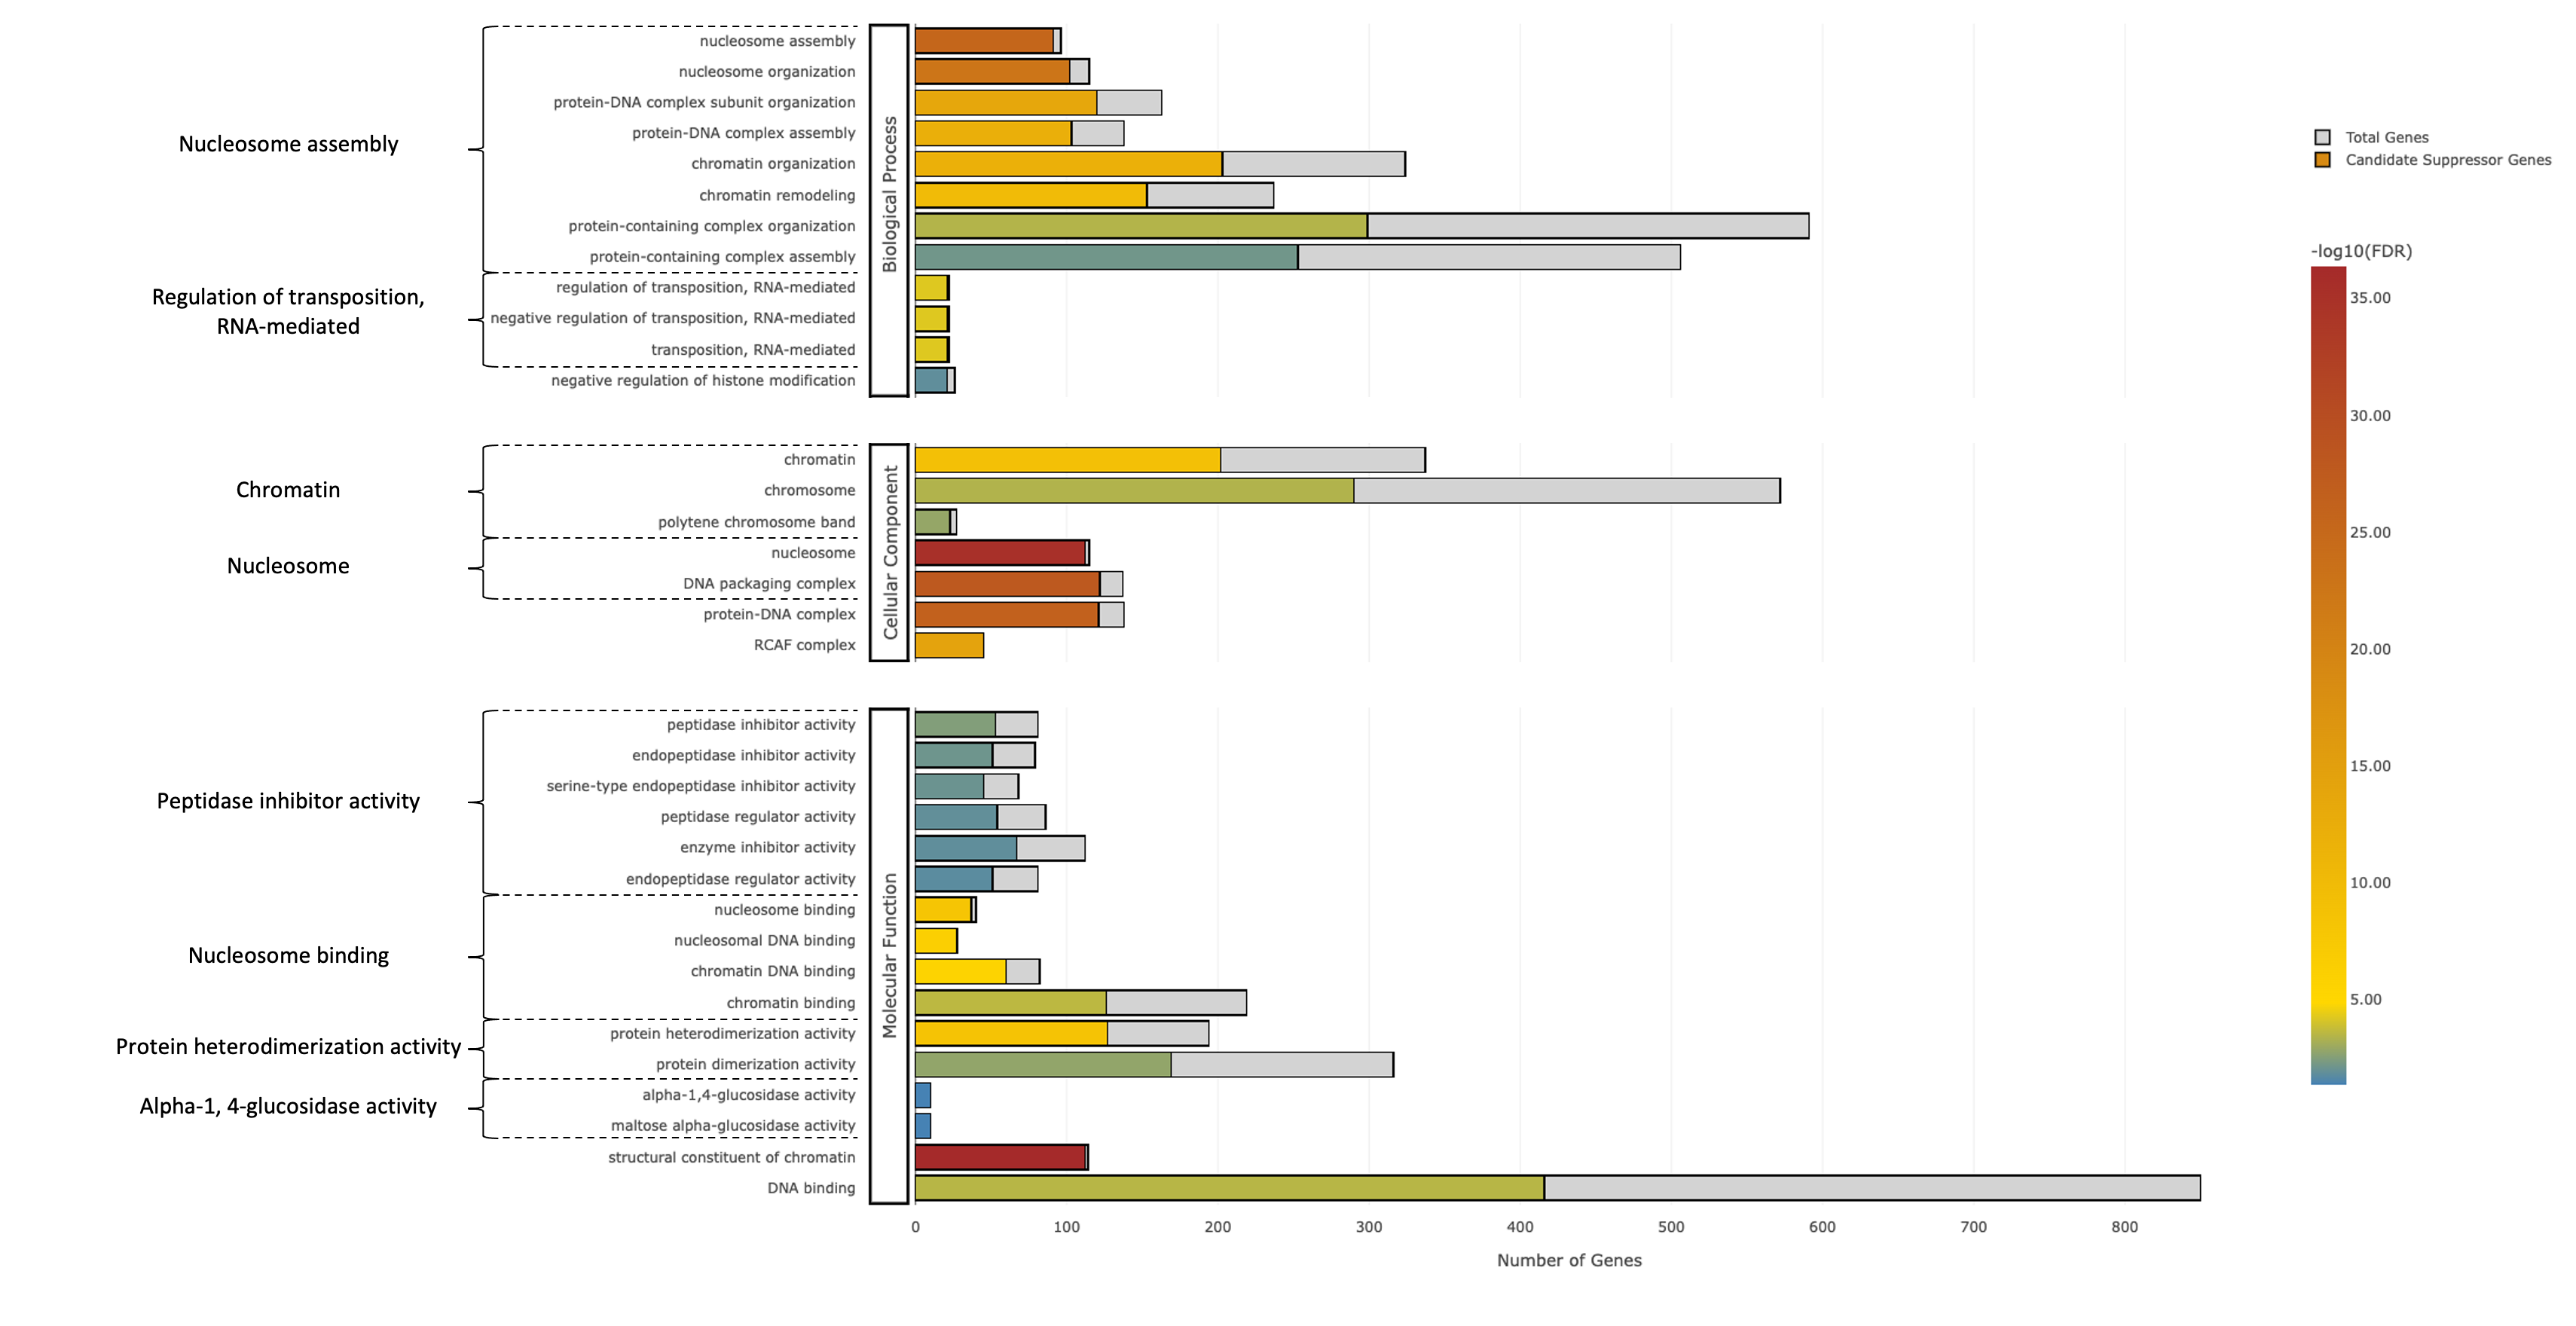 nucleosome assembly
nucleosome organization
protein-DNA complex subunit organization
protein-DNA complex assembly
chromatin organization
chromatin remodeling
protein-containing complex organization
protein-containing complex assembly
regulation of transposition, RNA-mediated
negative regulation of transposition, RNA-mediated
transposition, RNA-mediated
negative regulation of histone modification
Nucleosome assembly
Regulation of transposition,
RNA-mediated
Biological Process
chromatin
chromosome
polytene chromosome band
nucleosome
DNA packaging complex
protein-DNA complex
RCAF complex
Chromatin
Nucleosome
Cellular Component
peptidase inhibitor activity
endopeptidase inhibitor activity
serine-type endopeptidase inhibitor activity
peptidase regulator activity
enzyme inhibitor activity
endopeptidase regulator activity
nucleosome binding
nucleosomal DNA binding
chromatin DNA binding
chromatin binding
protein heterodimerization activity
protein dimerization activity
alpha-1,4-glucosidase activity
maltose alpha-glucosidase activity
structural constituent of chromatin
DNA binding
Peptidase inhibitor activity
Nucleosome binding
Protein heterodimerization activity
Alpha-1, 4-glucosidase activity
Molecular Function
0 100 200 300 400 500 600 700 800
Number of Genes
Total Genes
Candidate Suppressor Genes
-log10(FDR)
35.00
30.00
25.00
20.00
15.00
10.00
5.00